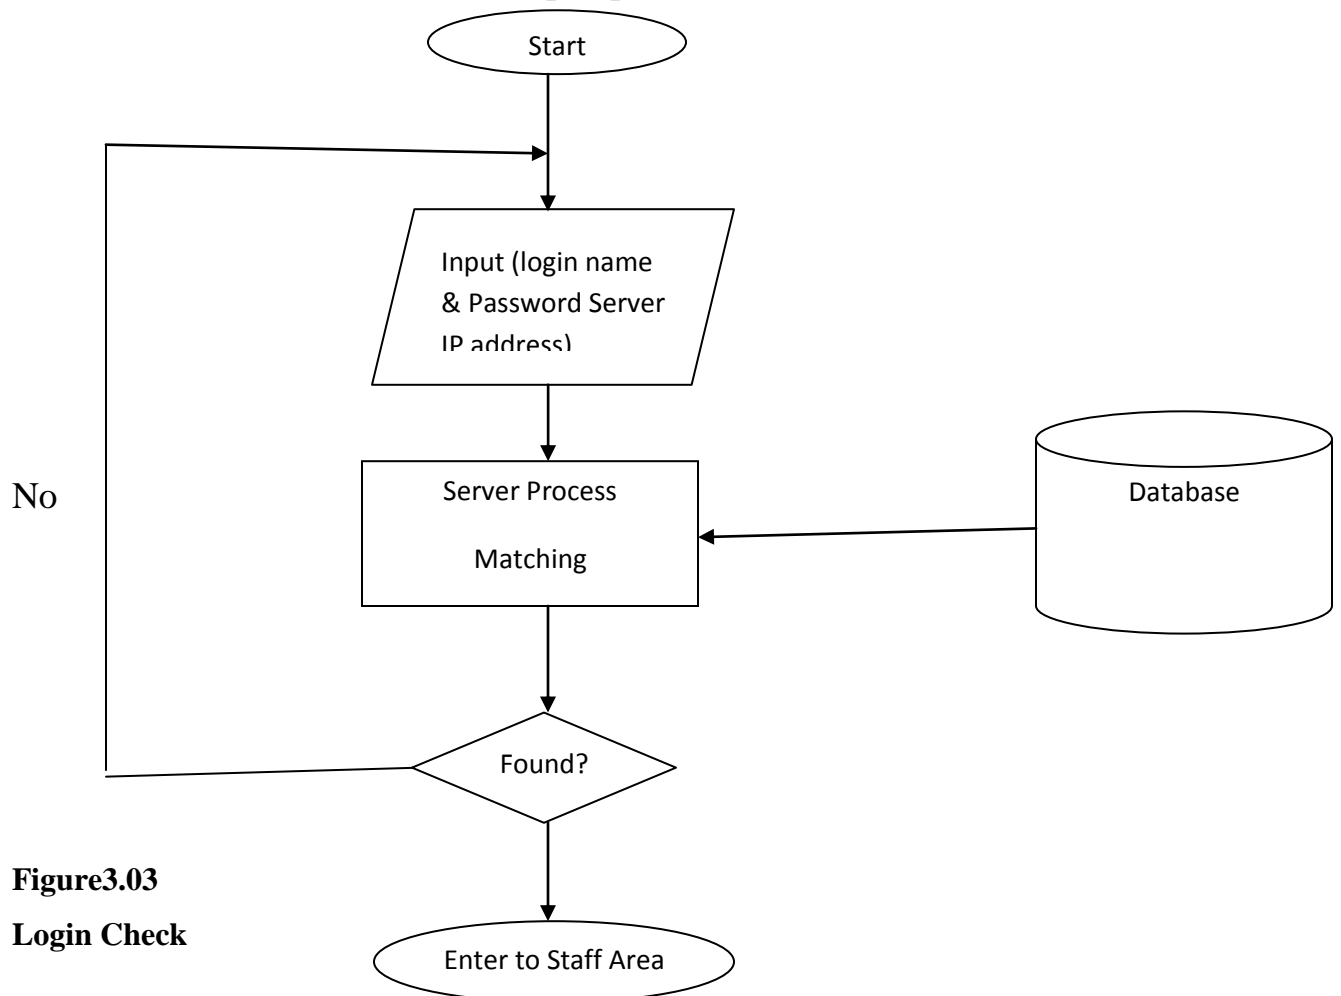 Start
Input (login name
& Password Server
IP address)
Server Process
Matching
No
Database
Found?
Figure3.03
Login Check
Enter to Staff Area